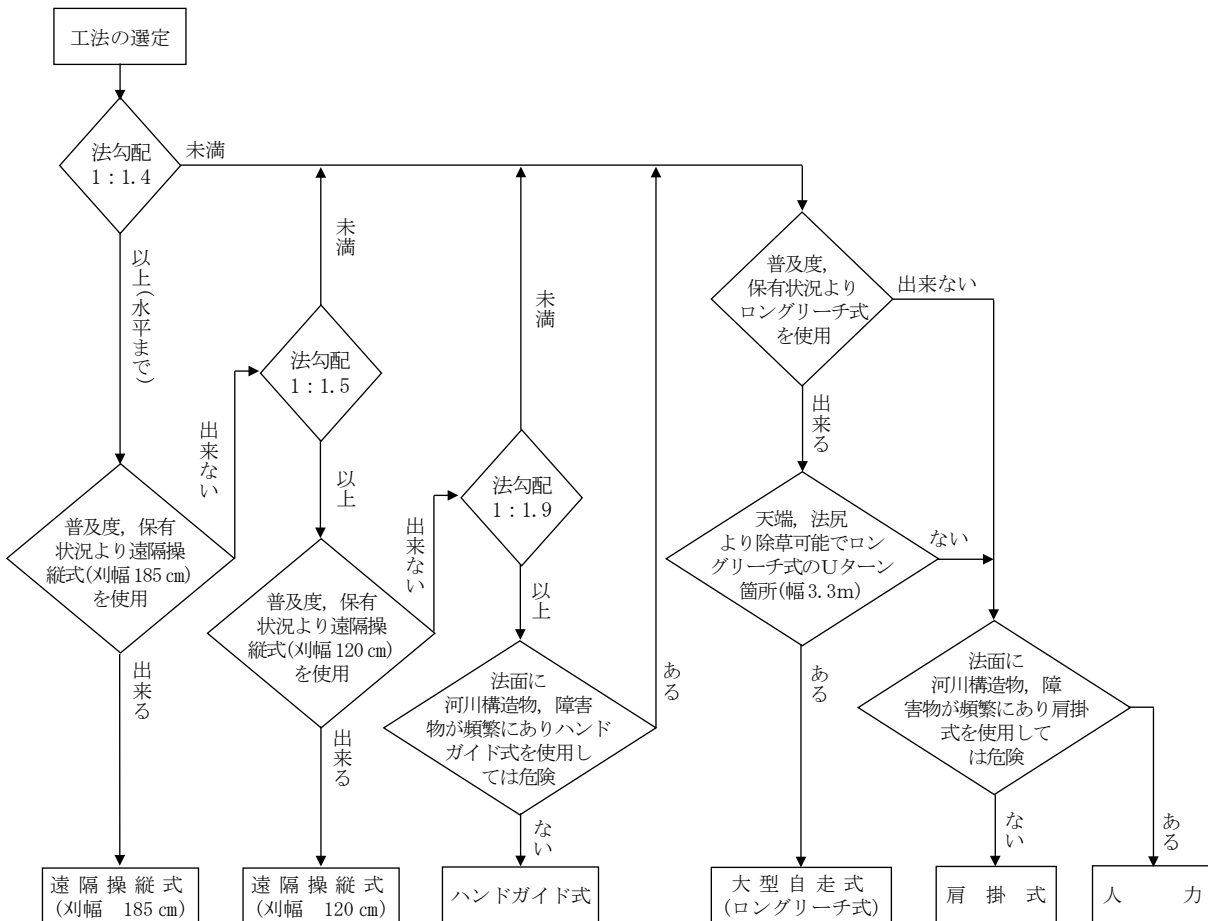 工法の選定
法勾配
1：1.4
未満
以上(水平まで)
普及度，保有
状況より遠隔操
縦式(刈幅185㎝)
を使用
出来ない
出来る
遠 隔 操 縦 式
(刈幅　185㎝)
法勾配
1：1.5
未満
以上
普及度，保有
状況より遠隔操
縦式(刈幅120㎝)
を使用
出来ない
出来る
遠 隔 操 縦 式
(刈幅　120㎝)
法勾配
1：1.9
未満
以上
法面に
河川構造物，障害
物が頻繁にありハンド
ガイド式を使用し
ては危険
ある
ない
ハンドガイド式
普及度，
保有状況より
ロングリーチ式
を使用
出来ない
出来る
天端，法尻
より除草可能でロン
グリーチ式のＵターン
箇所(幅3.3ｍ)
ない
ある
大 型 自 走 式
(ロングリーチ式)
法面に
河川構造物，障
害物が頻繁にあり肩掛
式を使用して
は危険
ない
ある
肩　掛　式
人　　　力